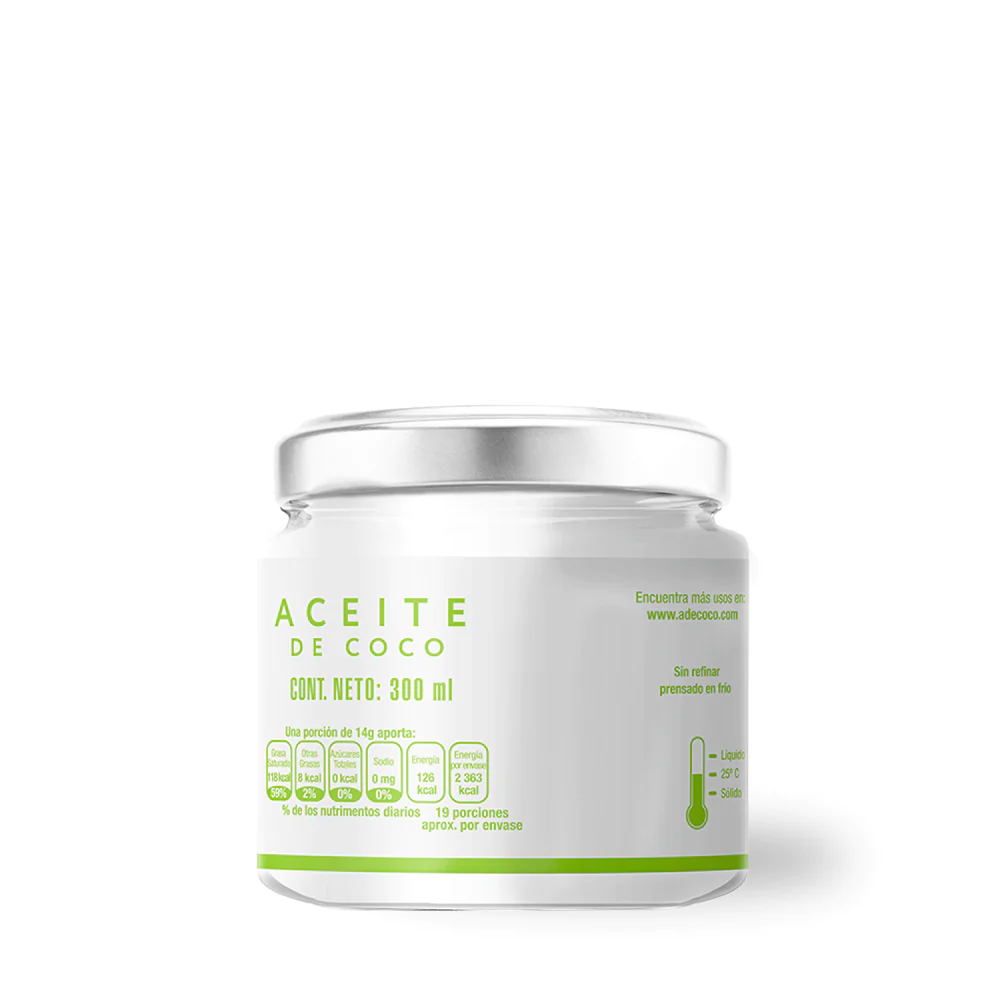 ACEITE
DE COCO
CONT. NETO: 300 ml
Una porción de 14g aporta:
Grasa Saturada 118 kcal 59%
Otras Grasas 8 kcal 2%
Azúcares Totales 0 kcal 0%
Sodio 0 mg 0%
Energía 126 kcal
Energía por envase 2 363 kcal
% de los nutrimentos diarios
19 porciones
aprox. por envase
Encuentra más usos en:
www.adecoco.com
Sin refinar
prensado en frío
Líquido
25º C
Sólido